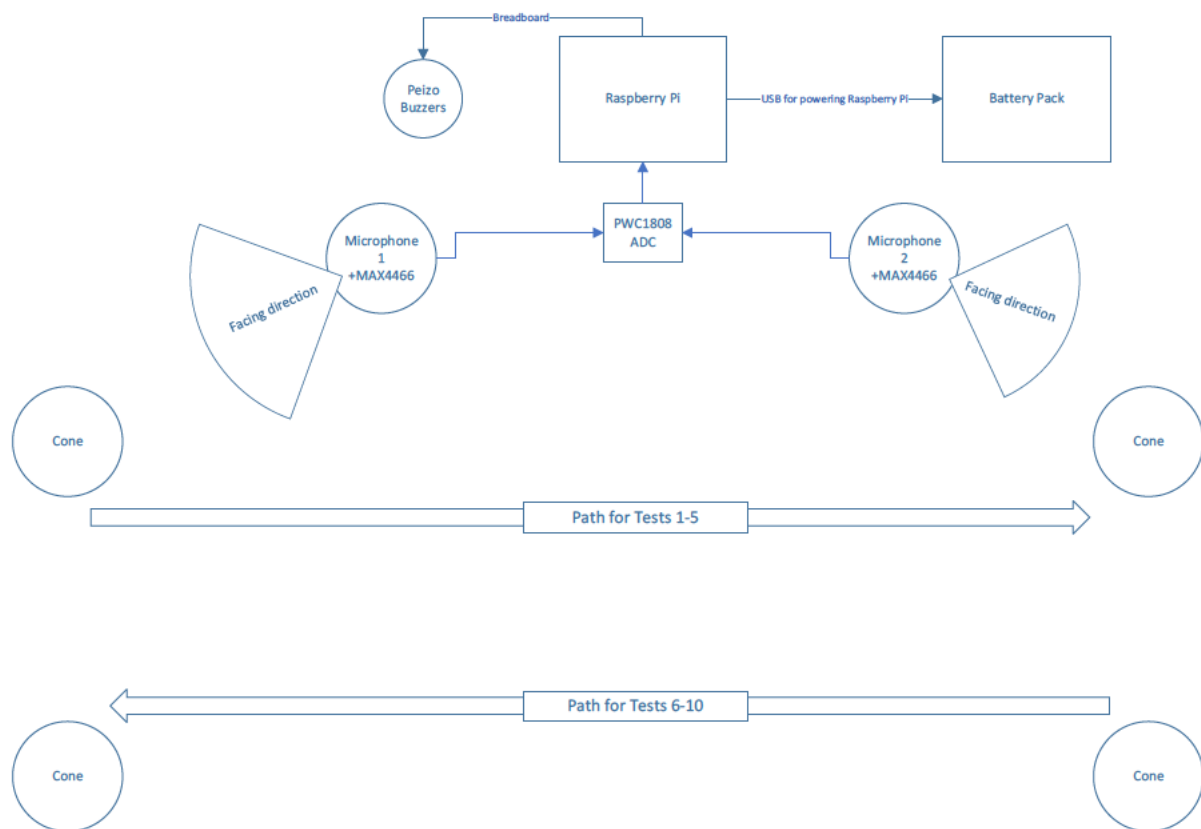 Breadboard
Peizo
Buzzers
Raspberry Pi
USB for powering Raspberry Pi
Battery Pack
Microphone
1
+MAX4466
PWC1808
ADC
Microphone
2
+MAX4466
Facing direction
Facing direction
Cone
Cone
Path for Tests 1-5
Path for Tests 6-10
Cone
Cone